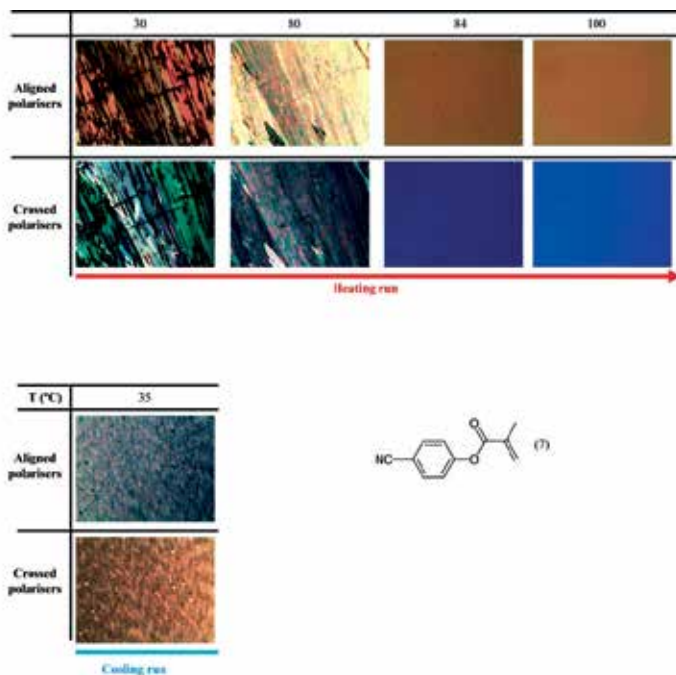 30 80 84 100
Aligned
polarisers
Crossed
polarisers
Heating run
T (ºC) 35
Aligned
polarisers
Crossed
polarisers
Cooling run
O
NC
O
(7)